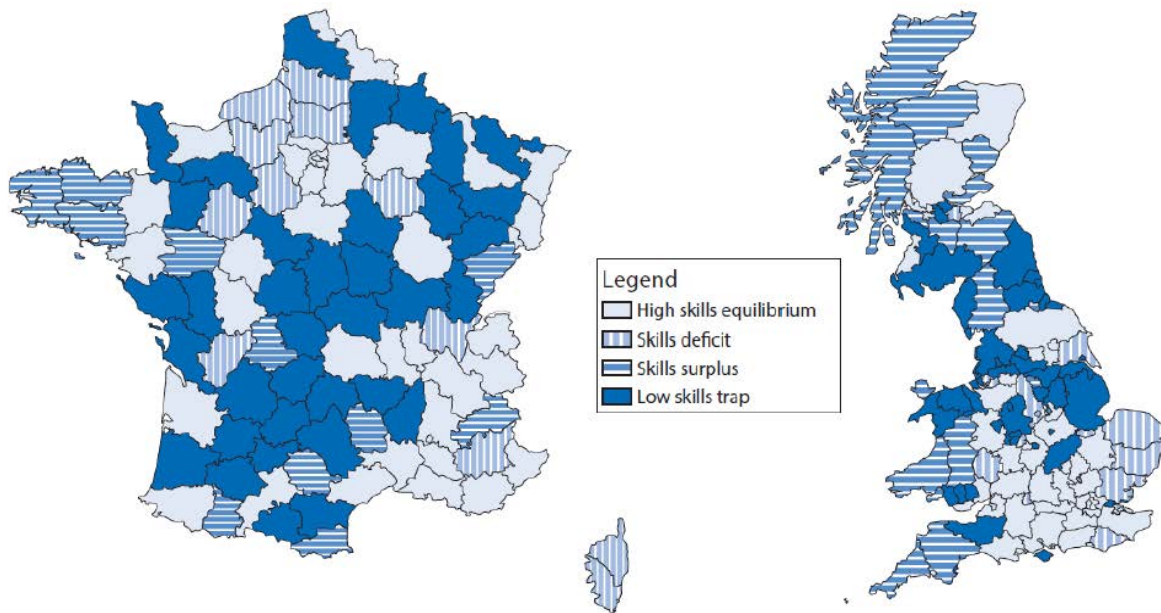 Legend
High skills equilibrium
Skills deficit
Skills surplus
Low skills trap